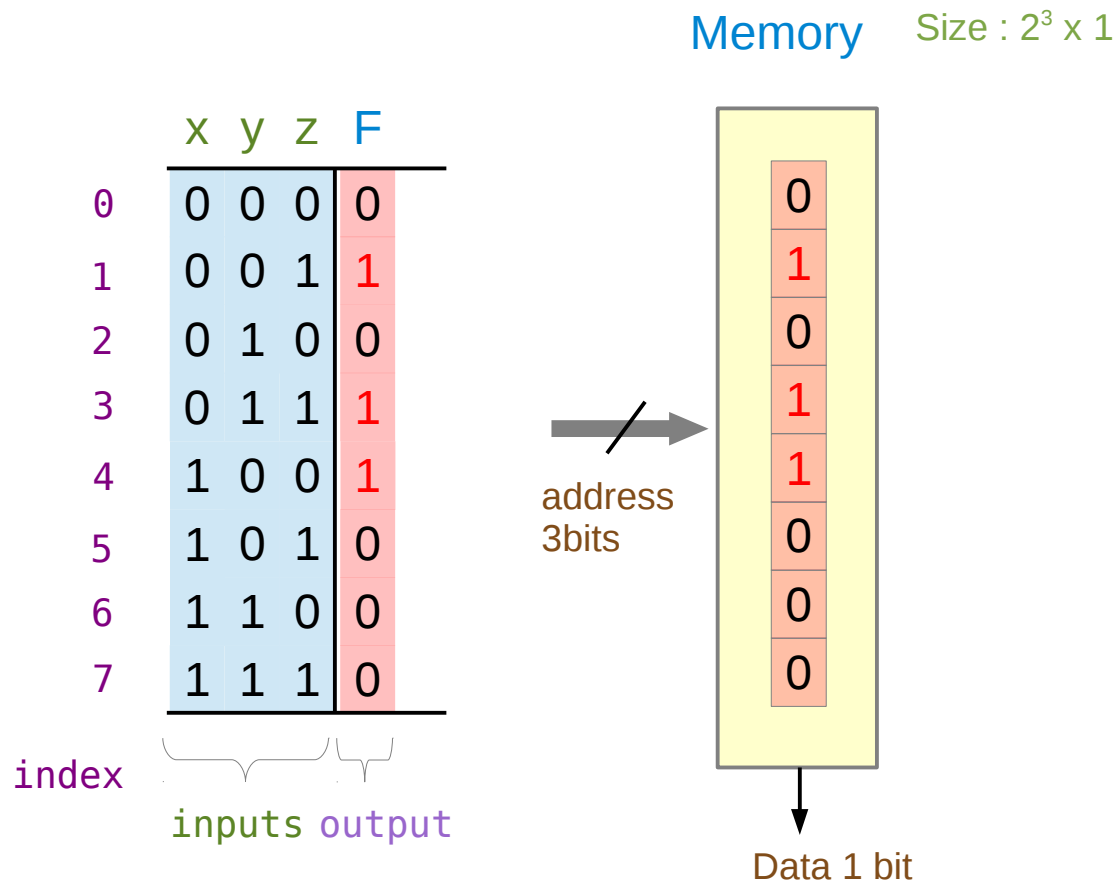 Memory
Size : 2³ x 1
x y z F
0 0 0 0 0
1 0 0 1 1
2 0 1 0 0
3 0 1 1 1
4 1 0 0 1
5 1 0 1 0
6 1 1 0 0
7 1 1 1 0
index
inputs output
address
3bits
0
1
0
1
1
0
0
0
Data 1 bit